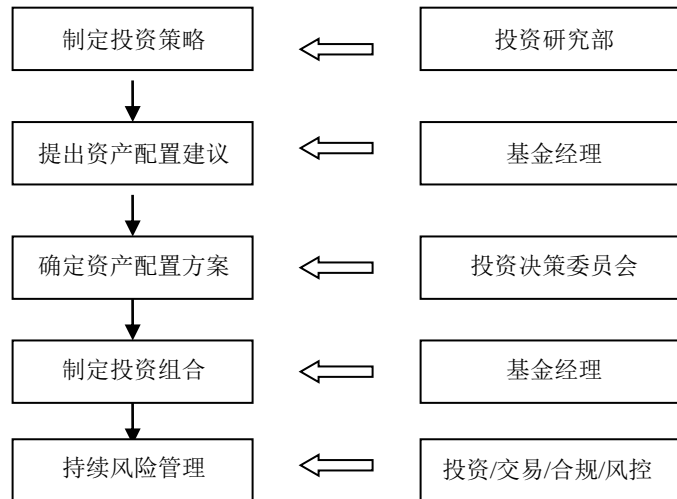 制定投资策略
投资研究部
提出资产配置建议
基金经理
确定资产配置方案
投资决策委员会
制定投资组合
基金经理
持续风险管理
投资/交易/合规/风控